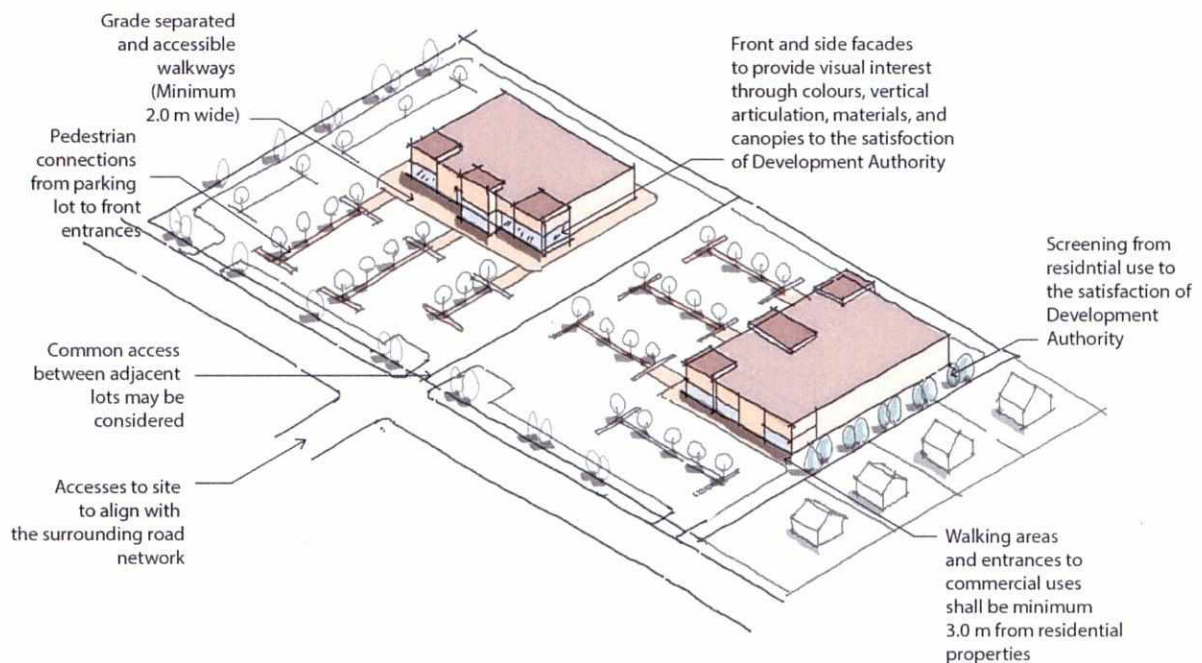 Grade separated
and accessible
walkways
(Minimum
2.0 m wide)
Pedestrian
connections
from parking
lot to front
entrances
Common access
between adjacent
lots may be
considered
Accesses to site
to align with
the surrounding road
network
Front and side facades
to provide visual interest
through colours, vertical
articulation, materials, and
canopies to the satisfoction
of Development Authority
Screening from
residntial use to
the satisfaction of
Development
Authority
Walking areas
and entrances to
commercial uses
shall be minimum
3.0 m from residential
properties